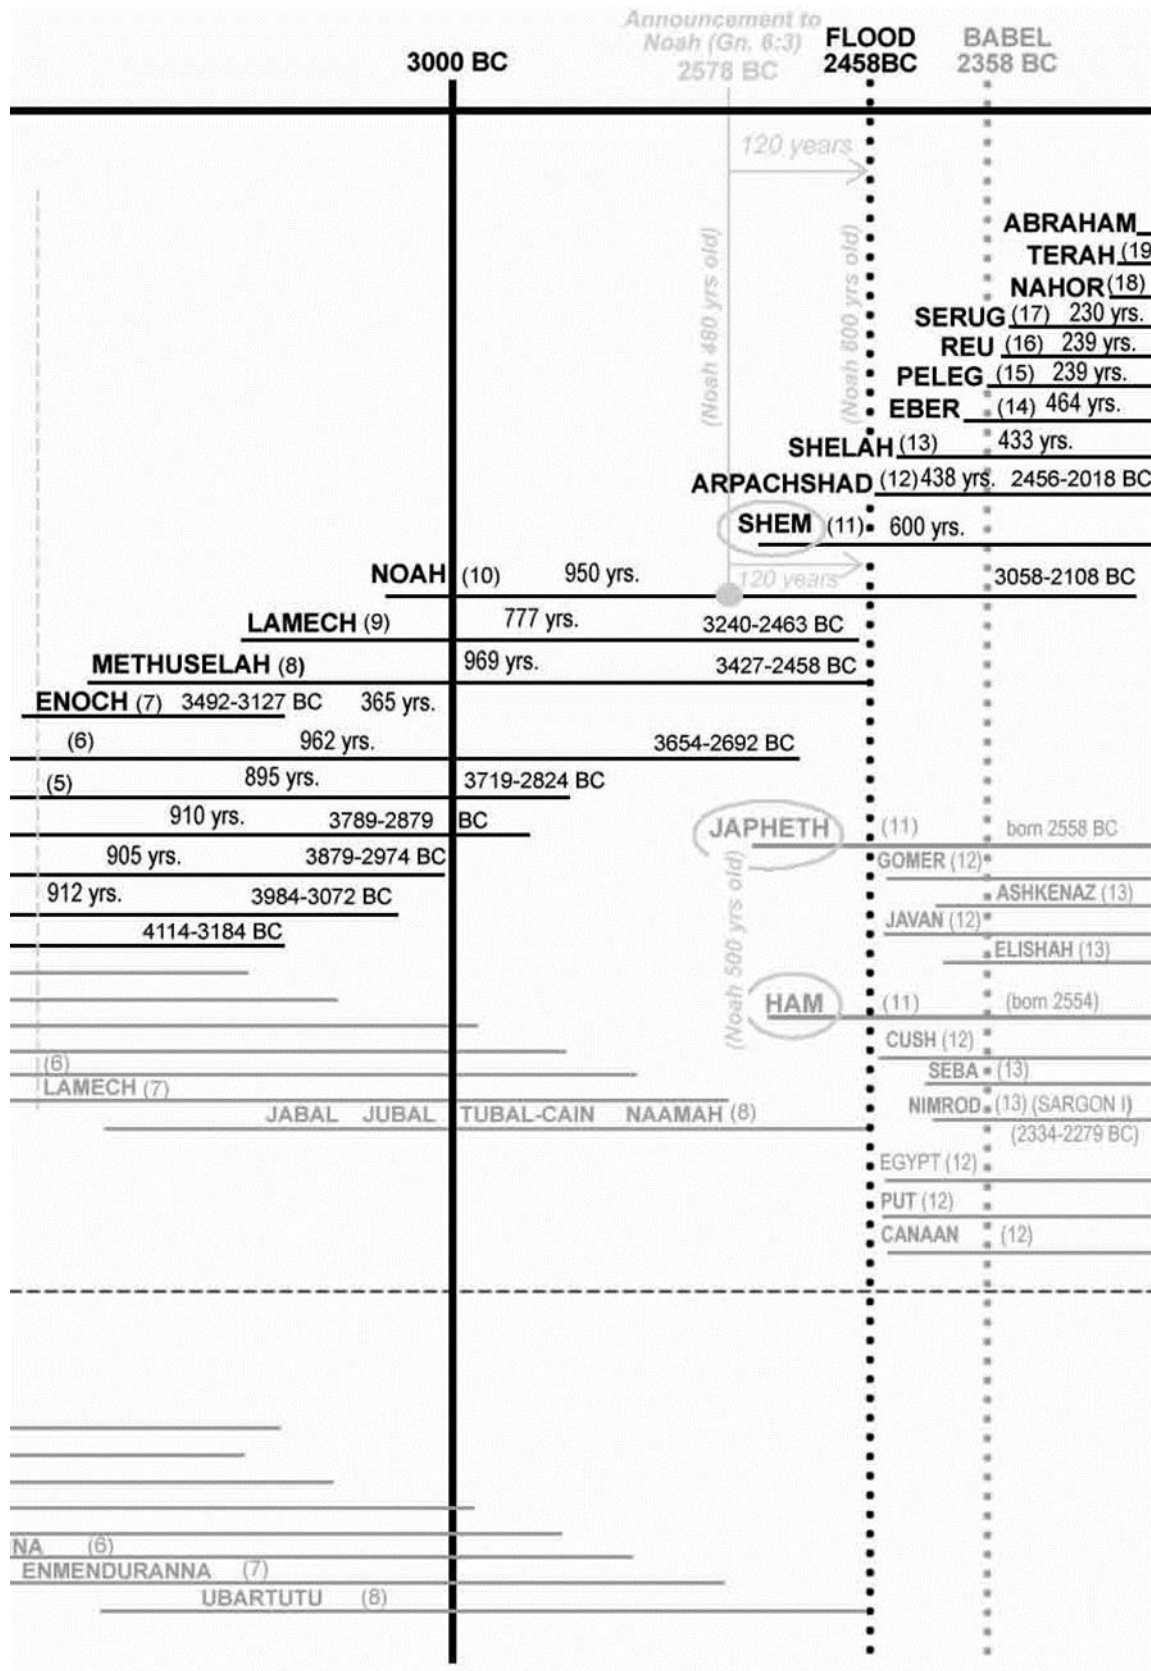 Announcement to
Noah (Gn. 6:3)
2578 BC
FLOOD
2458BC
BABEL
2358 BC
3000 BC
120 years
(Noah 480 yrs old)
(Noah 600 yrs old)
ABRAHAM
TERAH (19
NAHOR (18)
SERUG (17) 230 yrs.
REU (16) 239 yrs.
PELEG (15) 239 yrs.
EBER (14) 464 yrs.
SHELAH (13) 433 yrs.
ARPACHSHAD (12) 438 yrs. 2456-2018 BC
SHEM (11) 600 yrs.
NOAH (10) 950 yrs. 120 years 3058-2108 BC
LAMECH (9) 777 yrs. 3240-2463 BC
METHUSELAH (8) 969 yrs. 3427-2458 BC
ENOCH (7) 3492-3127 BC 365 yrs.
(6) 962 yrs. 3654-2692 BC
(5) 895 yrs. 3719-2824 BC
910 yrs. 3789-2879 BC
905 yrs. 3879-2974 BC
912 yrs. 3984-3072 BC
4114-3184 BC
JAPHETH (11) born 2558 BC
(Noah 500 yrs old)
GOMER (12)
ASHKENAZ (13)
JAVAN (12)
ELISHAH (13)
HAM (11) (born 2554)
CUSH (12)
SEBA (13)
NIMROD (13) (SARGON I)
(2334-2279 BC)
EGYPT (12)
PUT (12)
CANAAN (12)
(6)
LAMECH (7)
JABAL JUBAL TUBAL-CAIN NAAMAH (8)
NA (6)
ENMENDURANNA (7)
UBARTUTU (8)